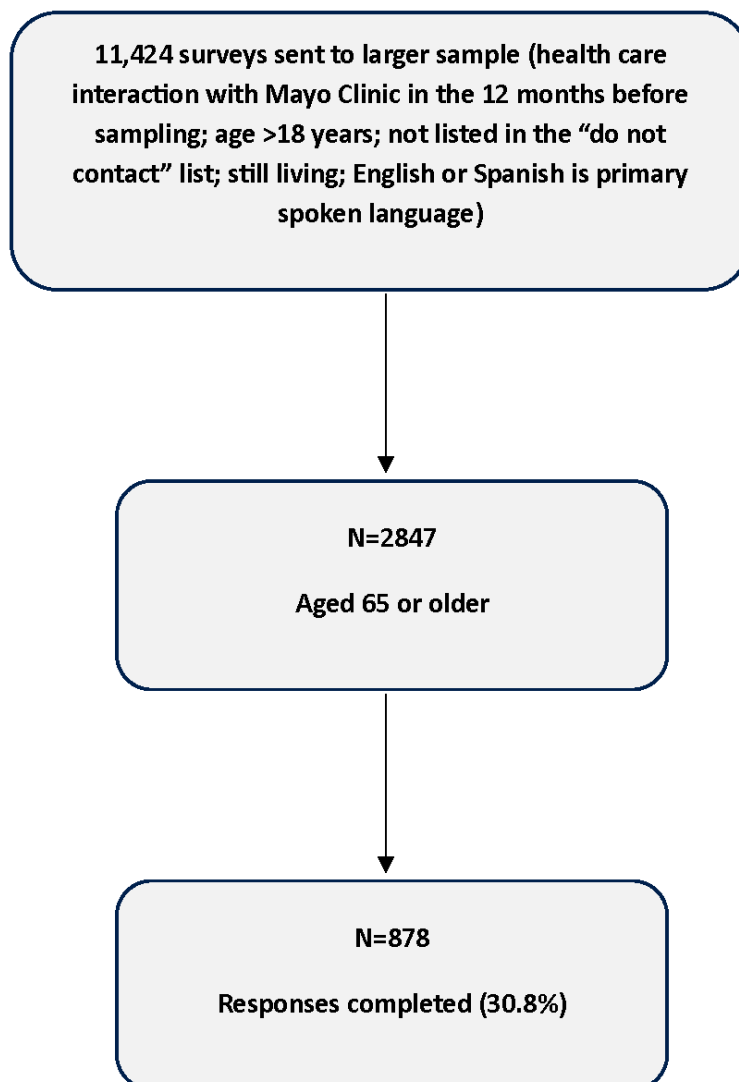 11,424 surveys sent to larger sample (health care
interaction with Mayo Clinic in the 12 months before
sampling; age >18 years; not listed in the “do not
contact” list; still living; English or Spanish is primary
spoken language)
N=2847
Aged 65 or older
N=878
Responses completed (30.8%)